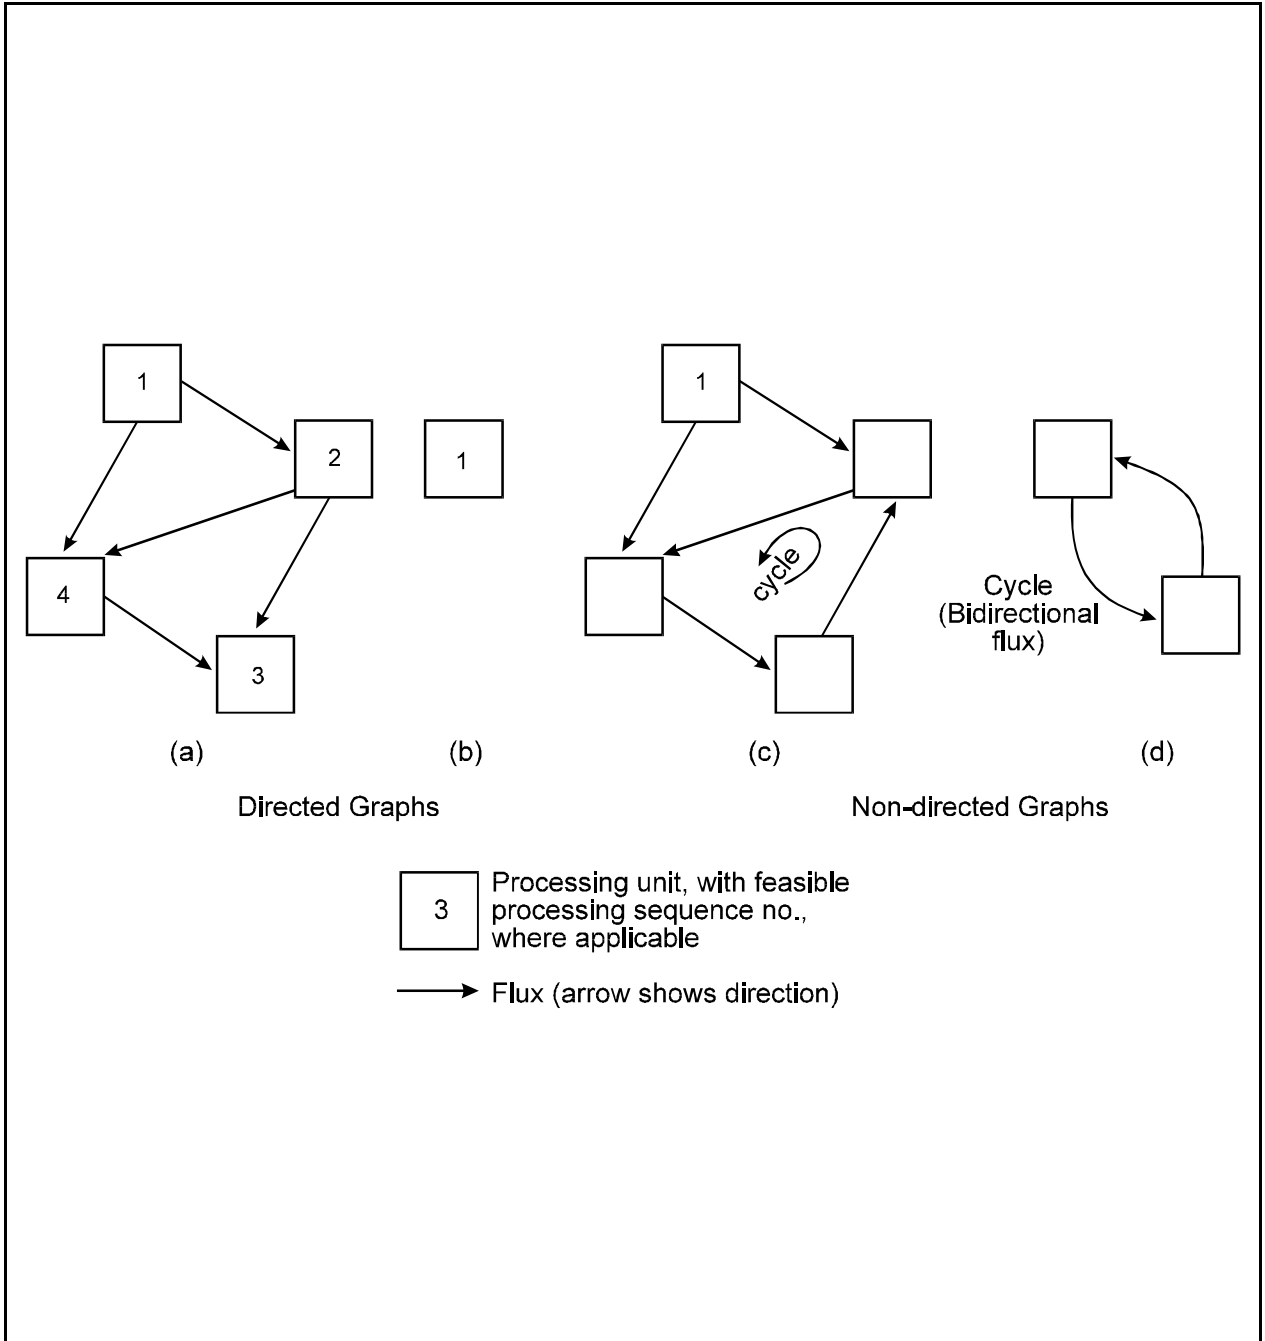 1
2
1
4
3
1
cycle
Cycle
(Bidirectional
flux)
(a)
(b)
(c)
(d)
Directed Graphs
Non-directed Graphs
3
Processing unit, with feasible
processing sequence no.,
where applicable
Flux (arrow shows direction)